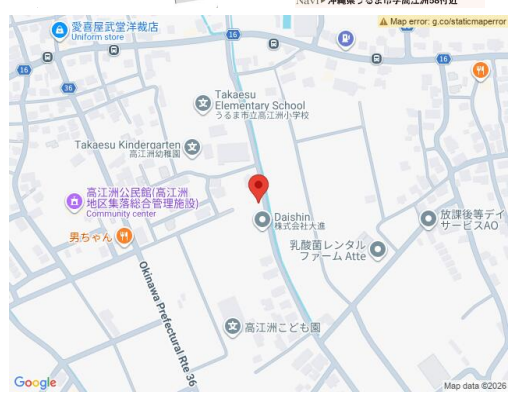 Navi▶沖縄県うるま市字高江洲58付近
⚠ Map error: g.co/staticmaperror
愛喜屋武堂洋裁店
Uniform store
16
16
16
36
Takaesu
Elementary School
うるま市立高江洲小学校
Takaesu Kindergarten
高江洲幼稚園
高江洲公民館(高江洲
地区集落総合管理施設)
Community center
男ちゃん
Daishin
株式会社大進
放課後等デイ
サービスAO
乳酸菌レンタル
ファーム Atte
Okinawa Prefectural Rte 36
高江洲こども園
Google
Map data ©2026